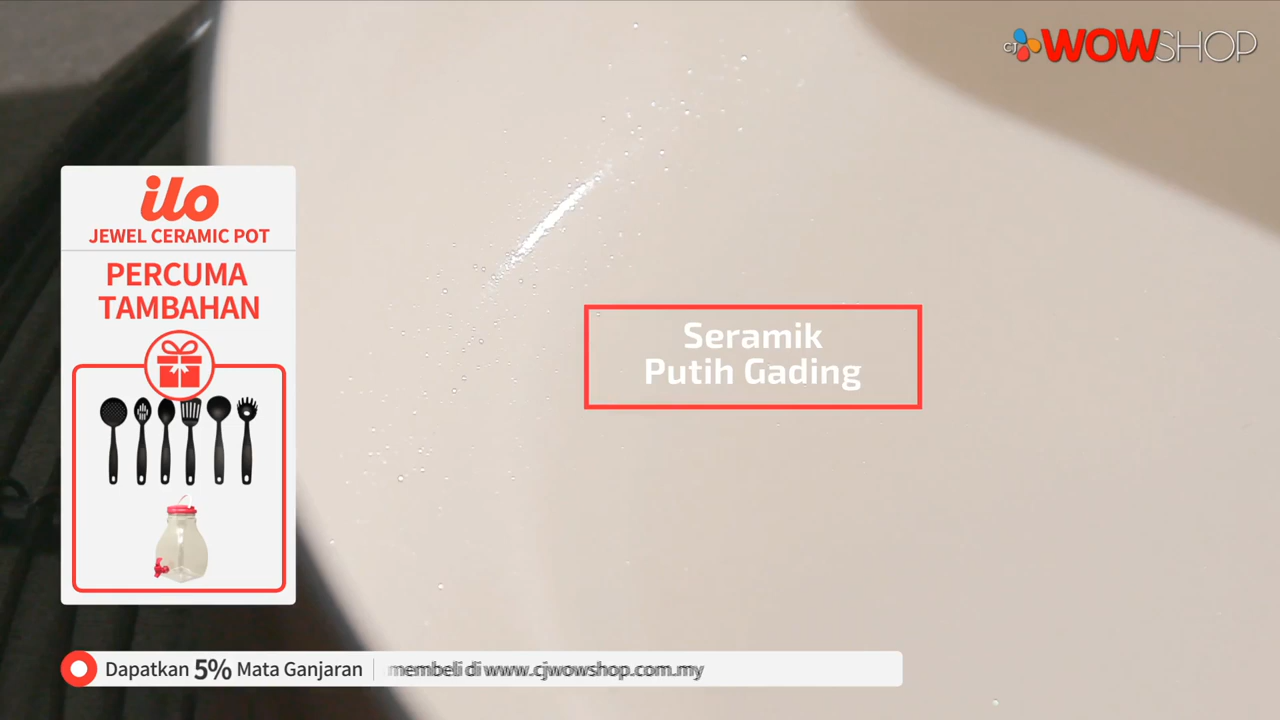 CJ WOWSHOP
ilo
JEWEL CERAMIC POT
PERCUMA
TAMBAHAN
Seramik
Putih Gading
Dapatkan 5% Mata Ganjaran
membeli di www.cjwowshop.com.my